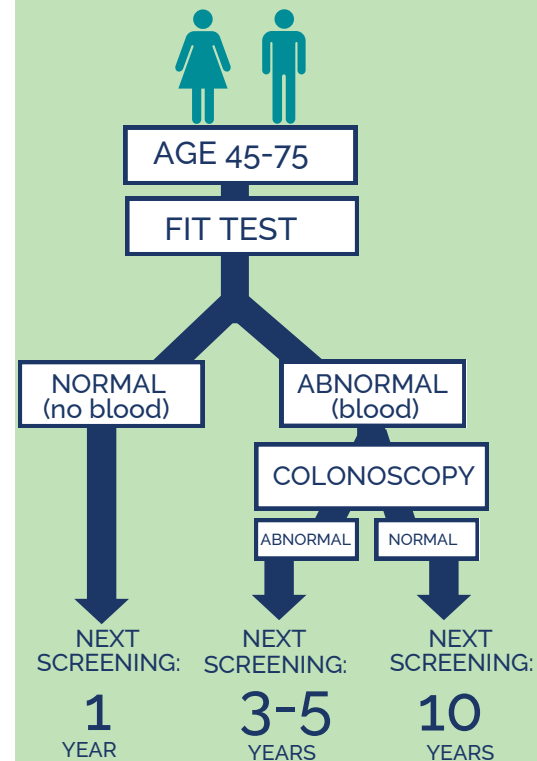 AGE 45-75
FIT TEST
NORMAL
(no blood)
ABNORMAL
(blood)
COLONOSCOPY
ABNORMAL
NORMAL
NEXT
SCREENING:
1
YEAR
NEXT
SCREENING:
3-5
YEARS
NEXT
SCREENING:
10
YEARS